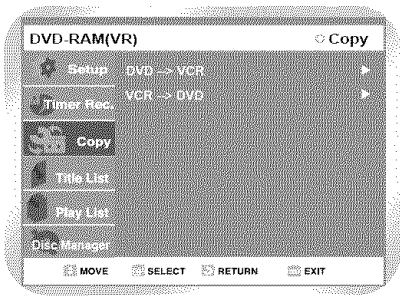 DVD-RAM(VR) Copy
Setup DVD --> VCR
Timer Rec. VCR --> DVD
Copy
Title List
Play List
Disc Manager
MOVE SELECT RETURN EXIT